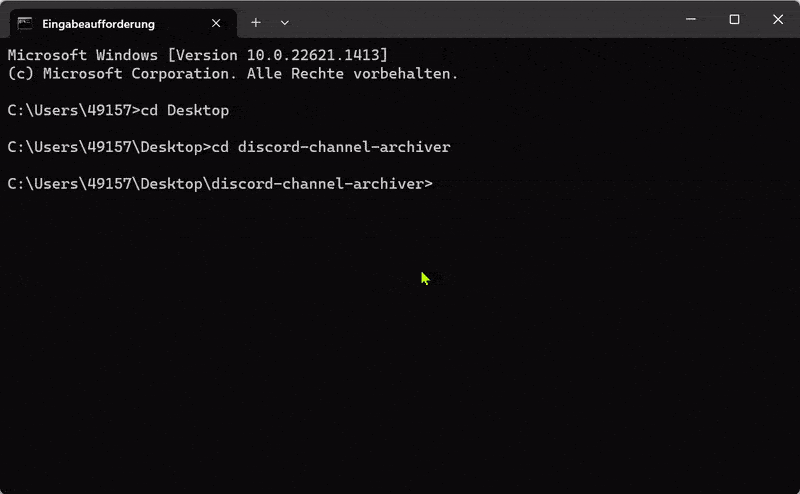 Eingabeaufforderung
Microsoft Windows [Version 10.0.22621.1413]
(c) Microsoft Corporation. Alle Rechte vorbehalten.
C:\Users\49157>cd Desktop
C:\Users\49157\Desktop>cd discord-channel-archiver
C:\Users\49157\Desktop\discord-channel-archiver>